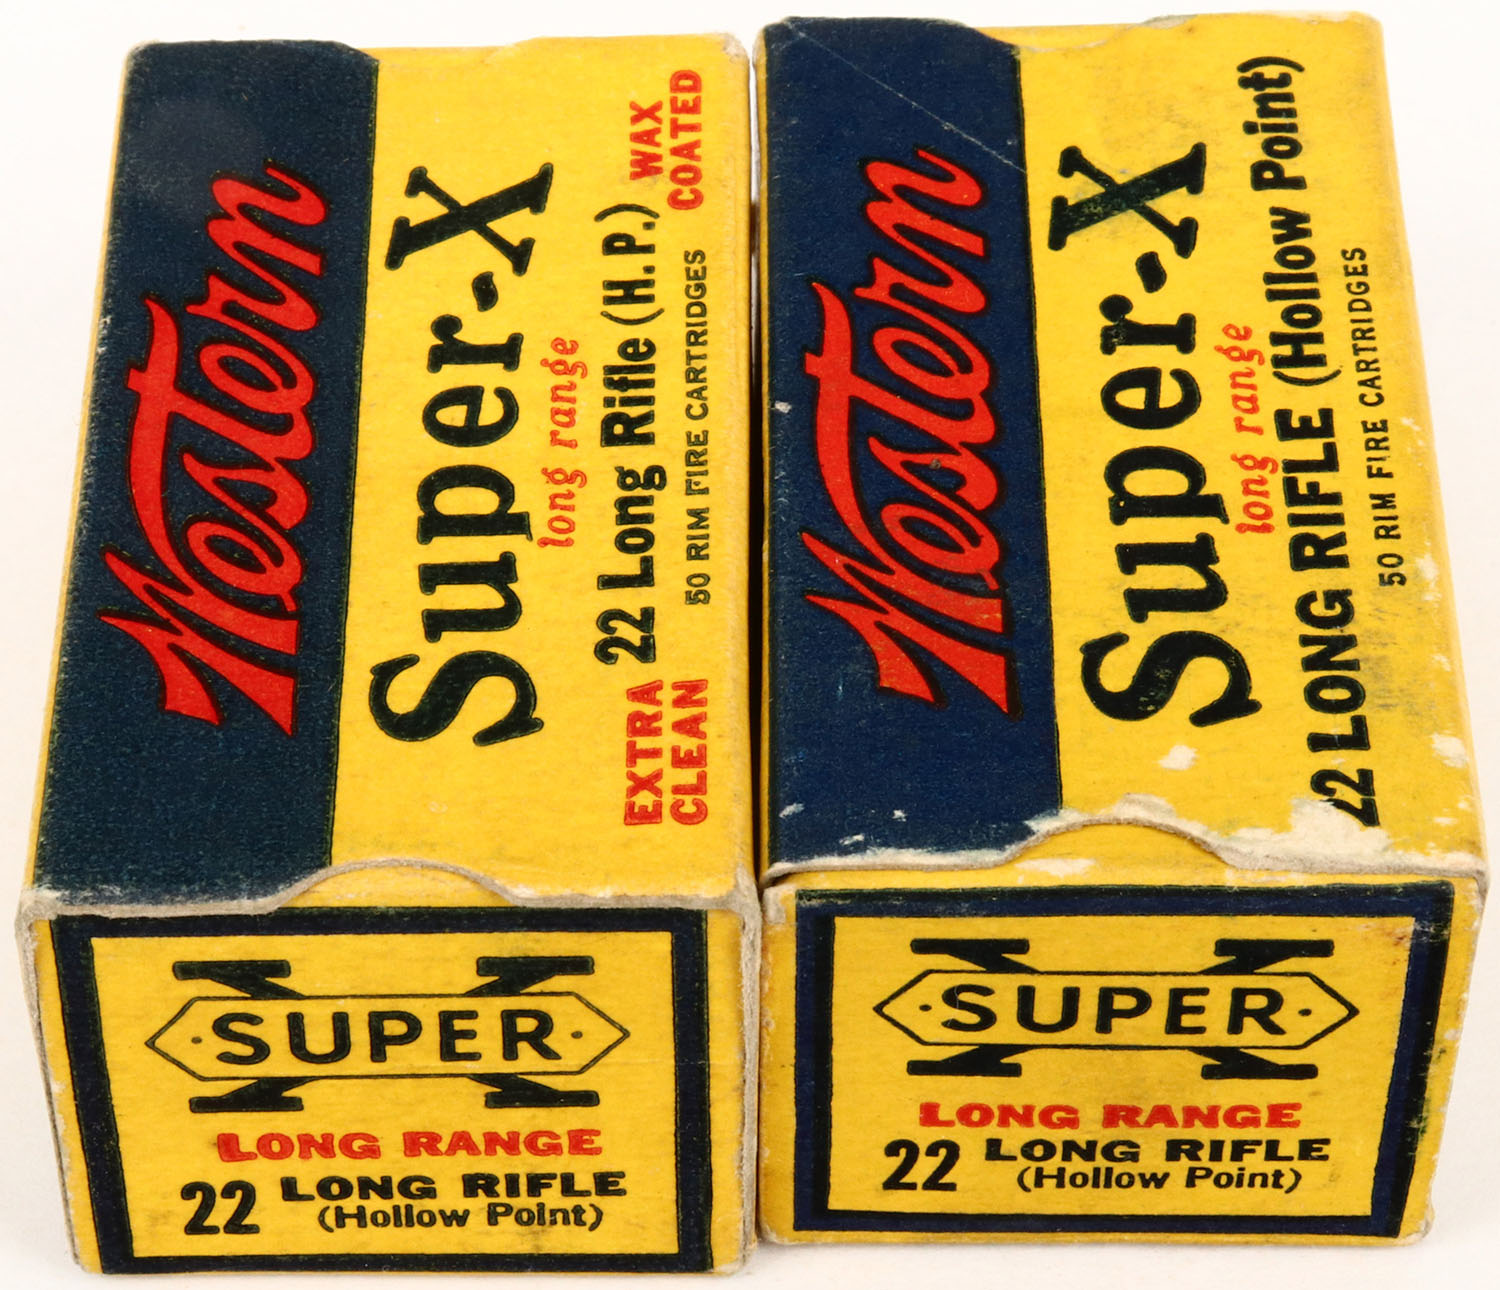 Western
Super-X
long range
EXTRA CLEAN
22 Long Rifle (H.P.)
WAX COATED
50 RIM FIRE CARTRIDGES
SUPER
LONG RANGE
22 LONG RIFLE
(Hollow Point)
Western
Super-X
long range
22 LONG RIFLE (Hollow Point)
50 RIM FIRE CARTRIDGES
SUPER
LONG RANGE
22 LONG RIFLE
(Hollow Point)